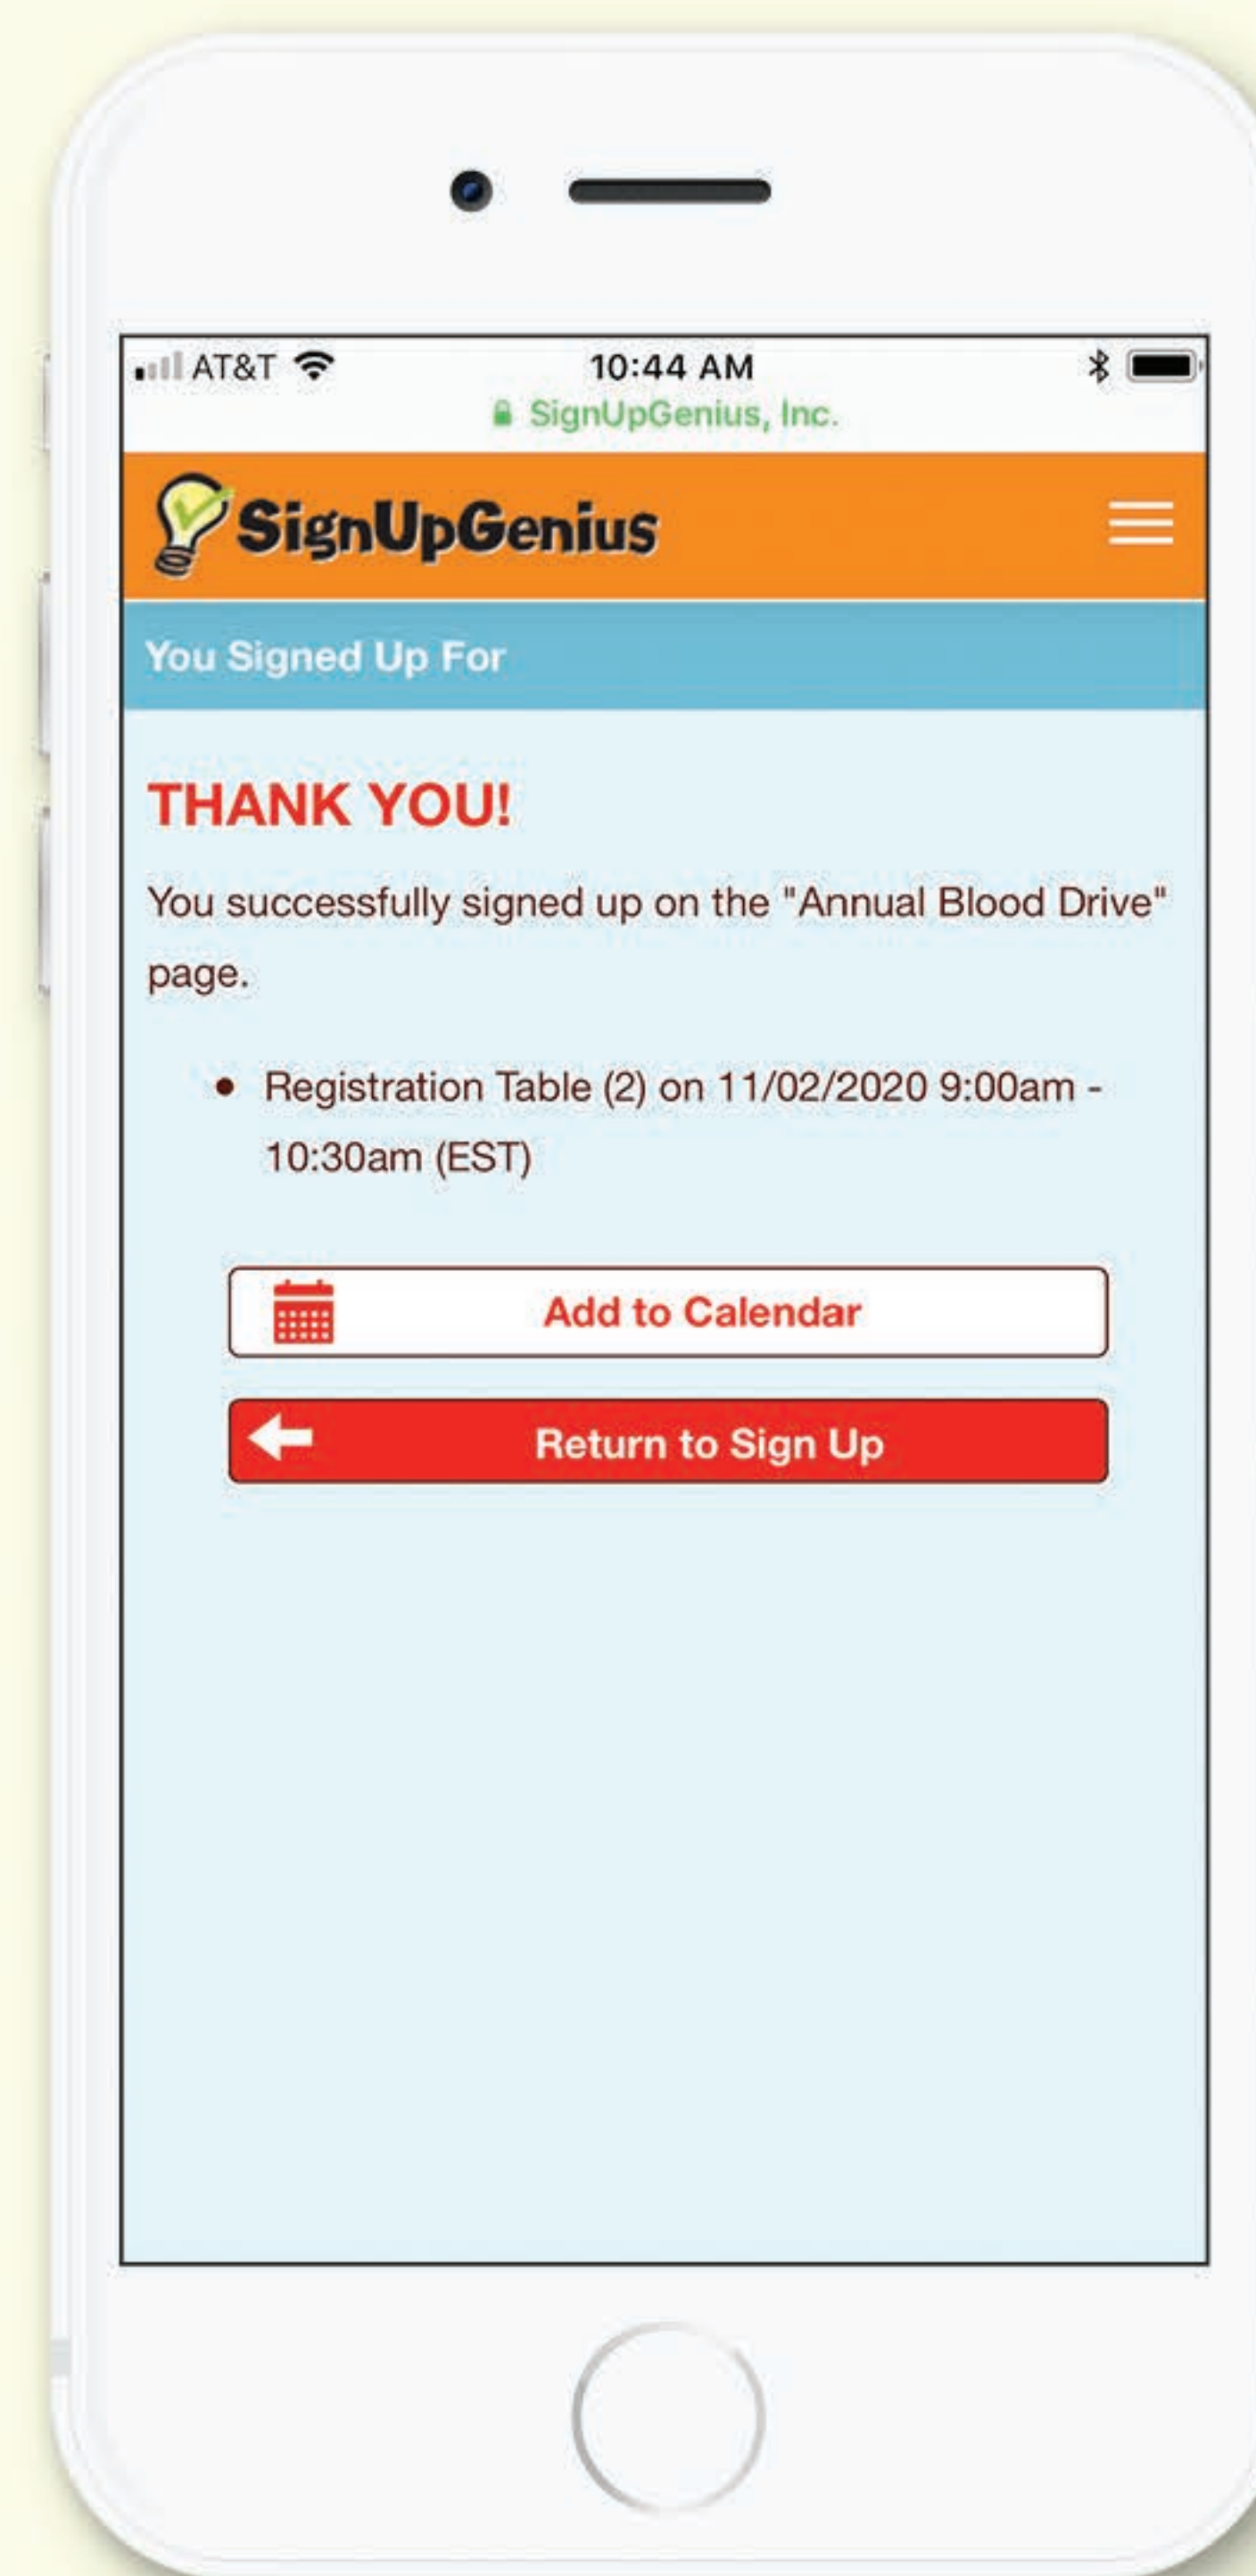 AT&T 10:44 AM
SignUpGenius, Inc.
SignUpGenius
You Signed Up For
THANK YOU!
You successfully signed up on the "Annual Blood Drive"
page.
• Registration Table (2) on 11/02/2020 9:00am -
10:30am (EST)
Add to Calendar
Return to Sign Up